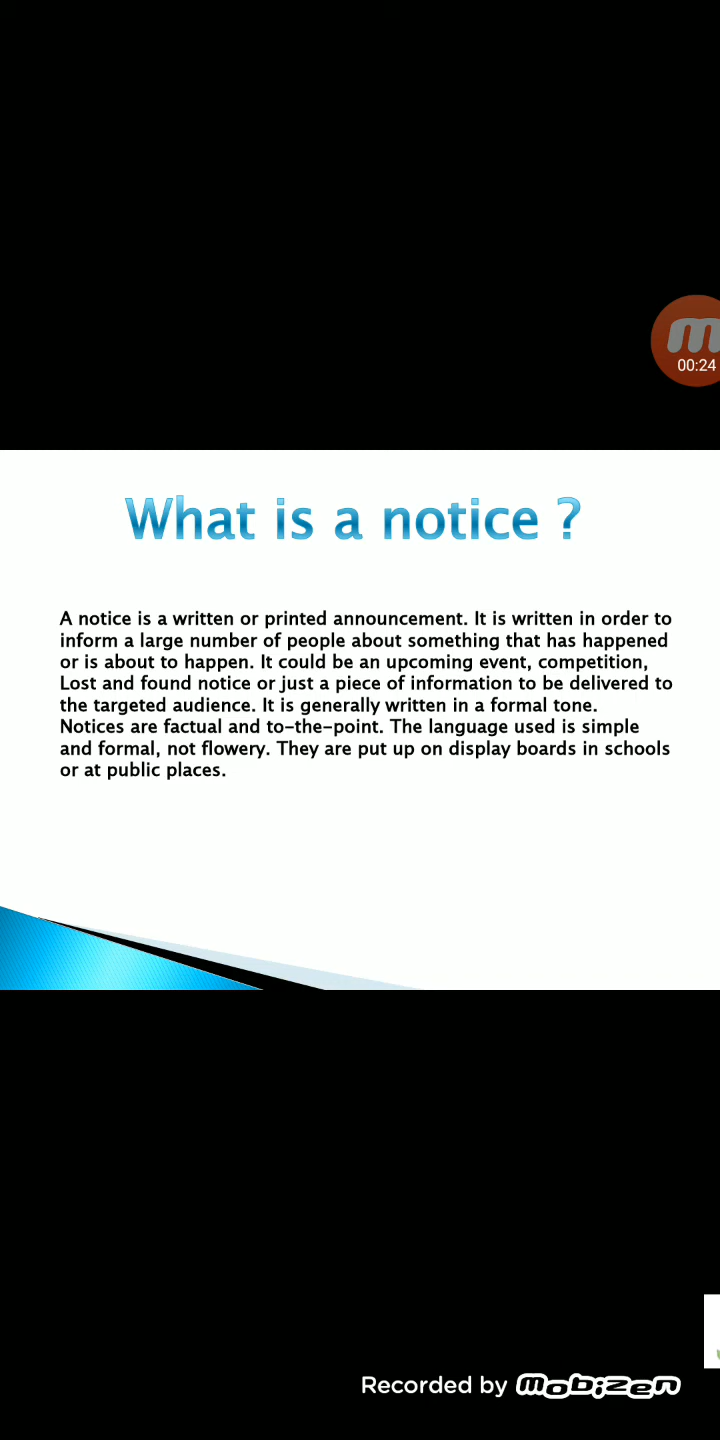 00:24
What is a notice ?
A notice is a written or printed announcement. It is written in order to
inform a large number of people about something that has happened
or is about to happen. It could be an upcoming event, competition,
Lost and found notice or just a piece of information to be delivered to
the targeted audience. It is generally written in a formal tone.
Notices are factual and to-the-point. The language used is simple
and formal, not flowery. They are put up on display boards in schools
or at public places.
Recorded by mobizen